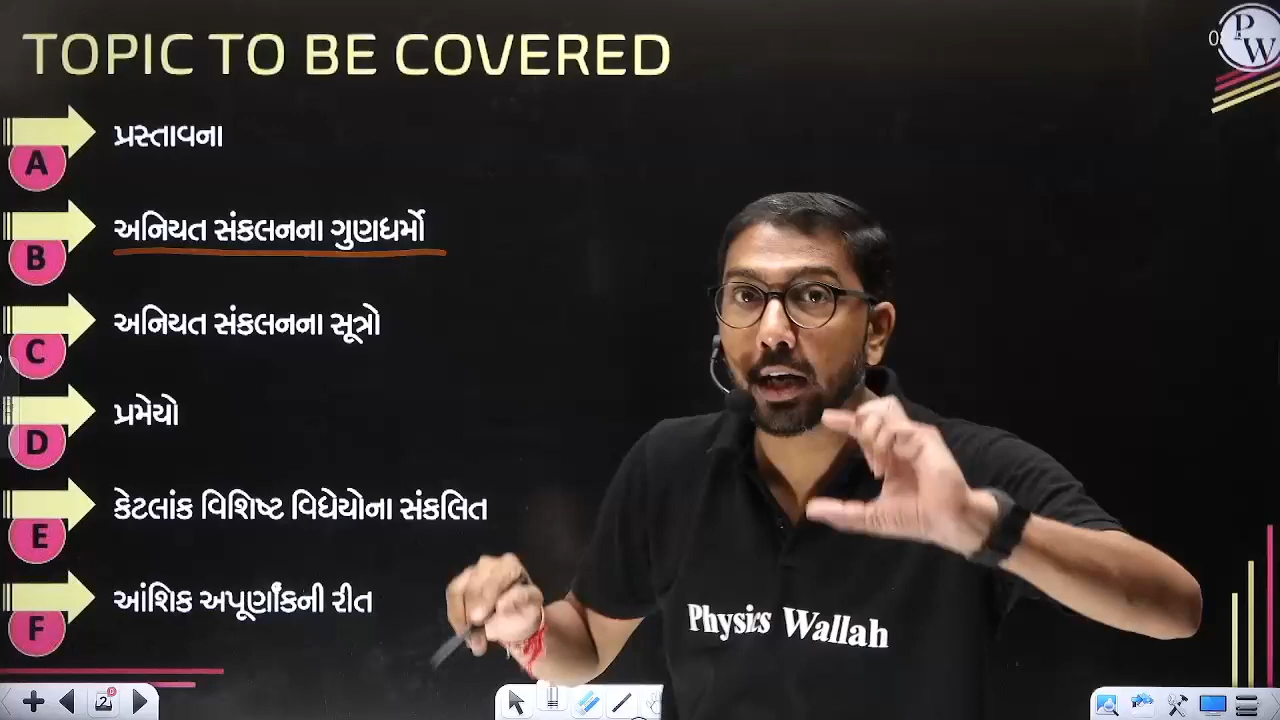 TOPIC TO BE COVERED
PW
A પ્રસ્તાવના
B અનિયત સંકલનના ગુણધર્મો
C અનિયત સંકલનના સૂત્રો
D પ્રમેયો
E કેટલાંક વિશિષ્ટ વિધેયોના સંકલિત
F આંશિક અપૂર્ણાંકની રીત
Physics Wallah
2